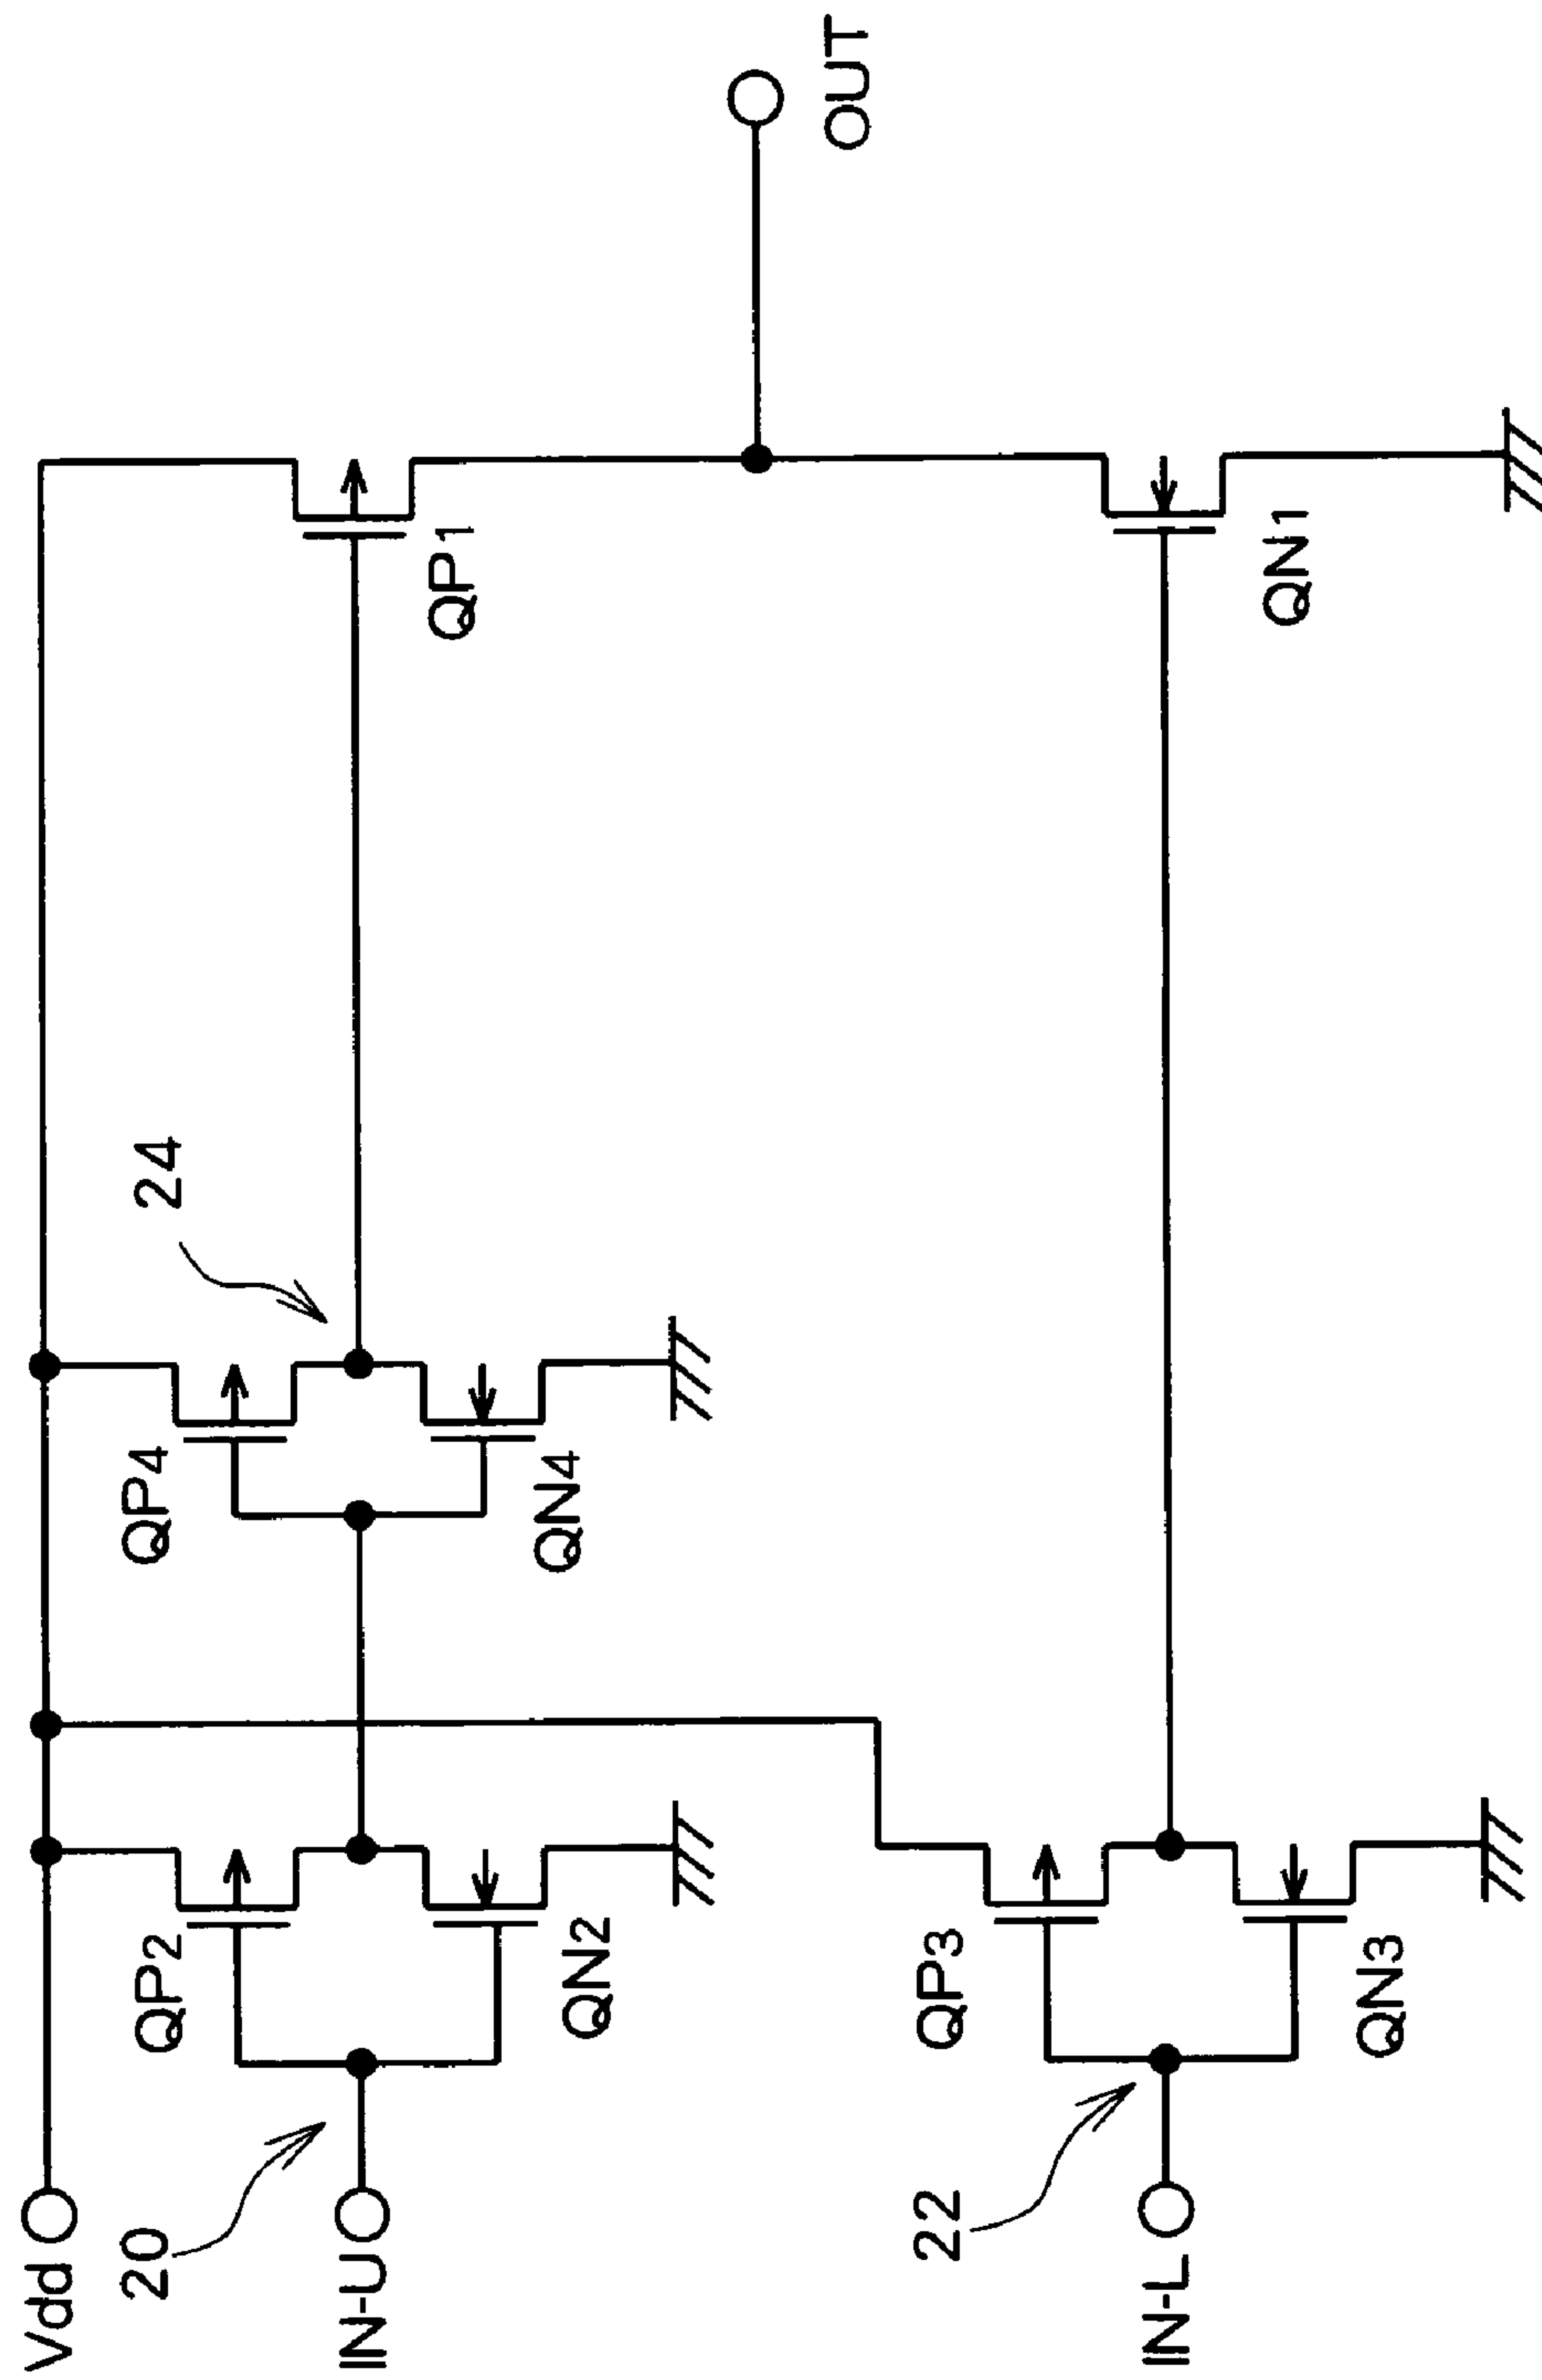 Vdd
20
IN-U
QP2
QN2
QP4
QN4
24
QP1
OUT
22
IN-L
QP3
QN3
QN1